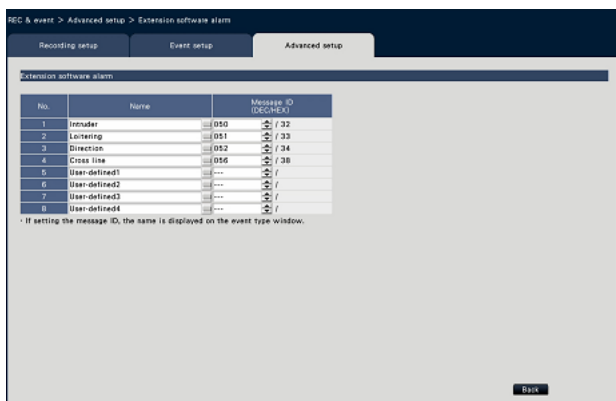 REC & event > Advanced setup > Extension software alarm
Recording setup Event setup Advanced setup
Extension software alarm
No. Name Message ID
(DEC/HEX)
1 Intruder 050 / 32
2 Loitering 051 / 33
3 Direction 052 / 34
4 Cross line 056 / 38
5 User-defined1 --- /
6 User-defined2 --- /
7 User-defined3 --- /
8 User-defined4 --- /
· If setting the message ID, the name is displayed on the event type window.
Back